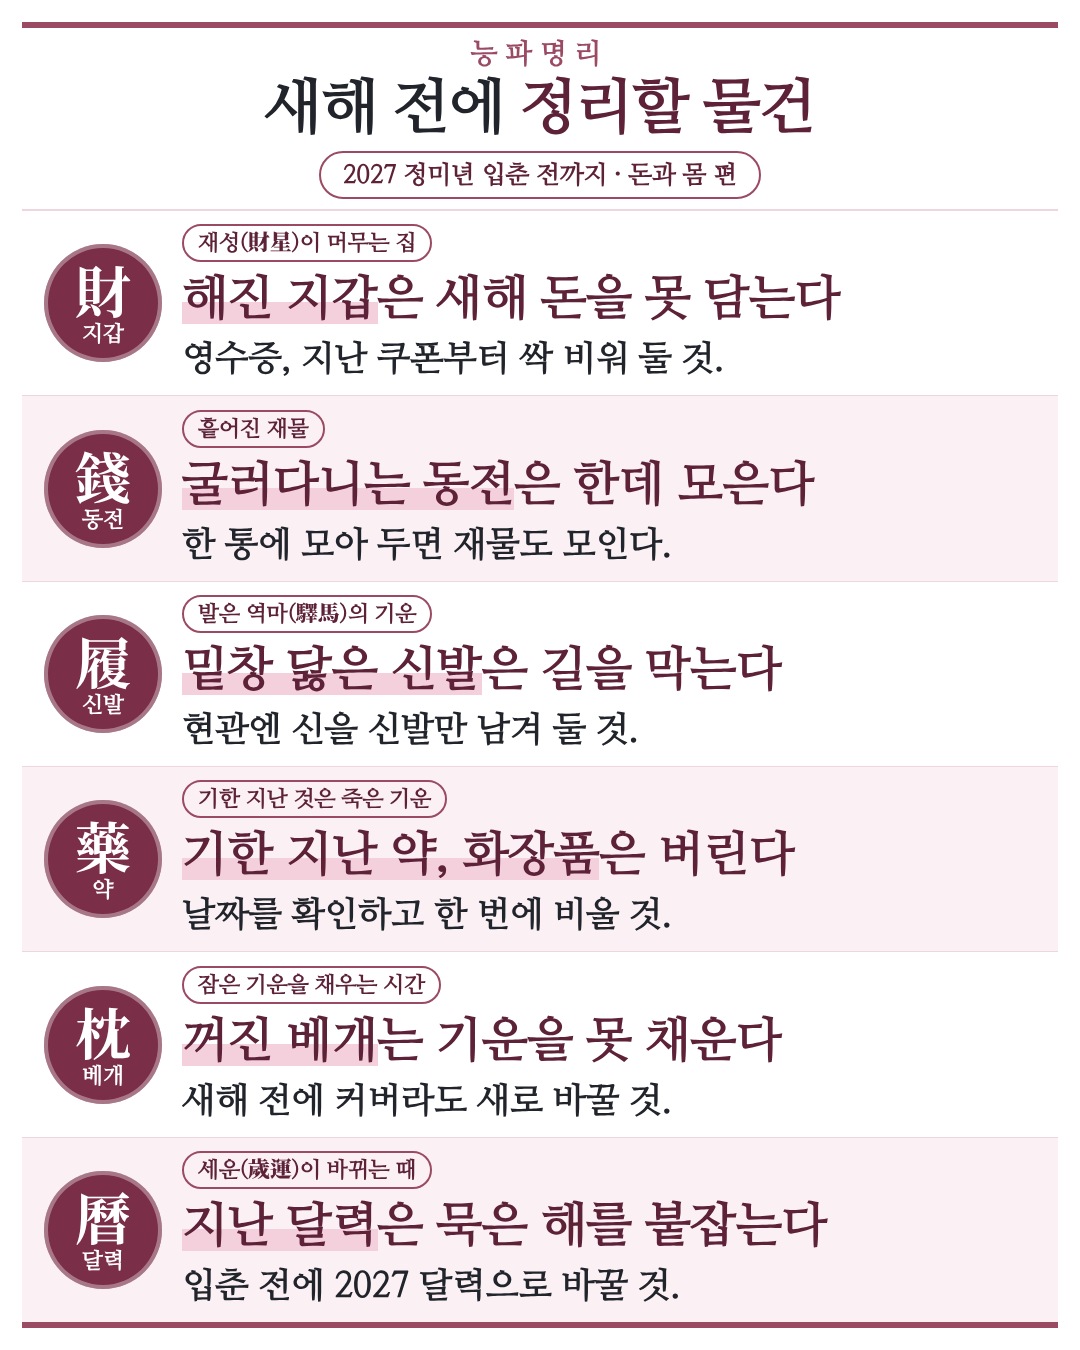 능파명리
새해 전에 정리할 물건
2027 정미년 입춘 전까지 · 돈과 몸 편
재성(財星)이 머무는 집
財
지갑
해진 지갑은 새해 돈을 못 담는다
영수증, 지난 쿠폰부터 싹 비워 둘 것.
흩어진 재물
錢
동전
굴러다니는 동전은 한데 모은다
한 통에 모아 두면 재물도 모인다.
발은 역마(驛馬)의 기운
履
신발
밑창 닳은 신발은 길을 막는다
현관엔 신을 신발만 남겨 둘 것.
기한 지난 것은 죽은 기운
藥
약
기한 지난 약, 화장품은 버린다
날짜를 확인하고 한 번에 비울 것.
잠은 기운을 채우는 시간
枕
베개
꺼진 베개는 기운을 못 채운다
새해 전에 커버라도 새로 바꿀 것.
세운(歲運)이 바뀌는 때
曆
달력
지난 달력은 묵은 해를 붙잡는다
입춘 전에 2027 달력으로 바꿀 것.